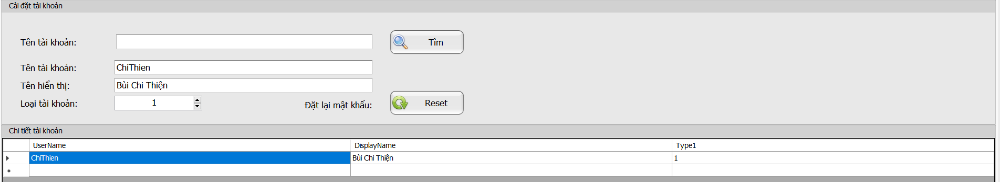 Cài đặt tài khoản
Tên tài khoản:
Tìm
Tên tài khoản: ChiThien
Tên hiển thị: Bùi Chi Thiện
Loại tài khoản: 1 Đặt lại mật khẩu: Reset
Chi tiết tài khoản
UserName DisplayName Type1
ChiThien Bùi Chi Thiện 1